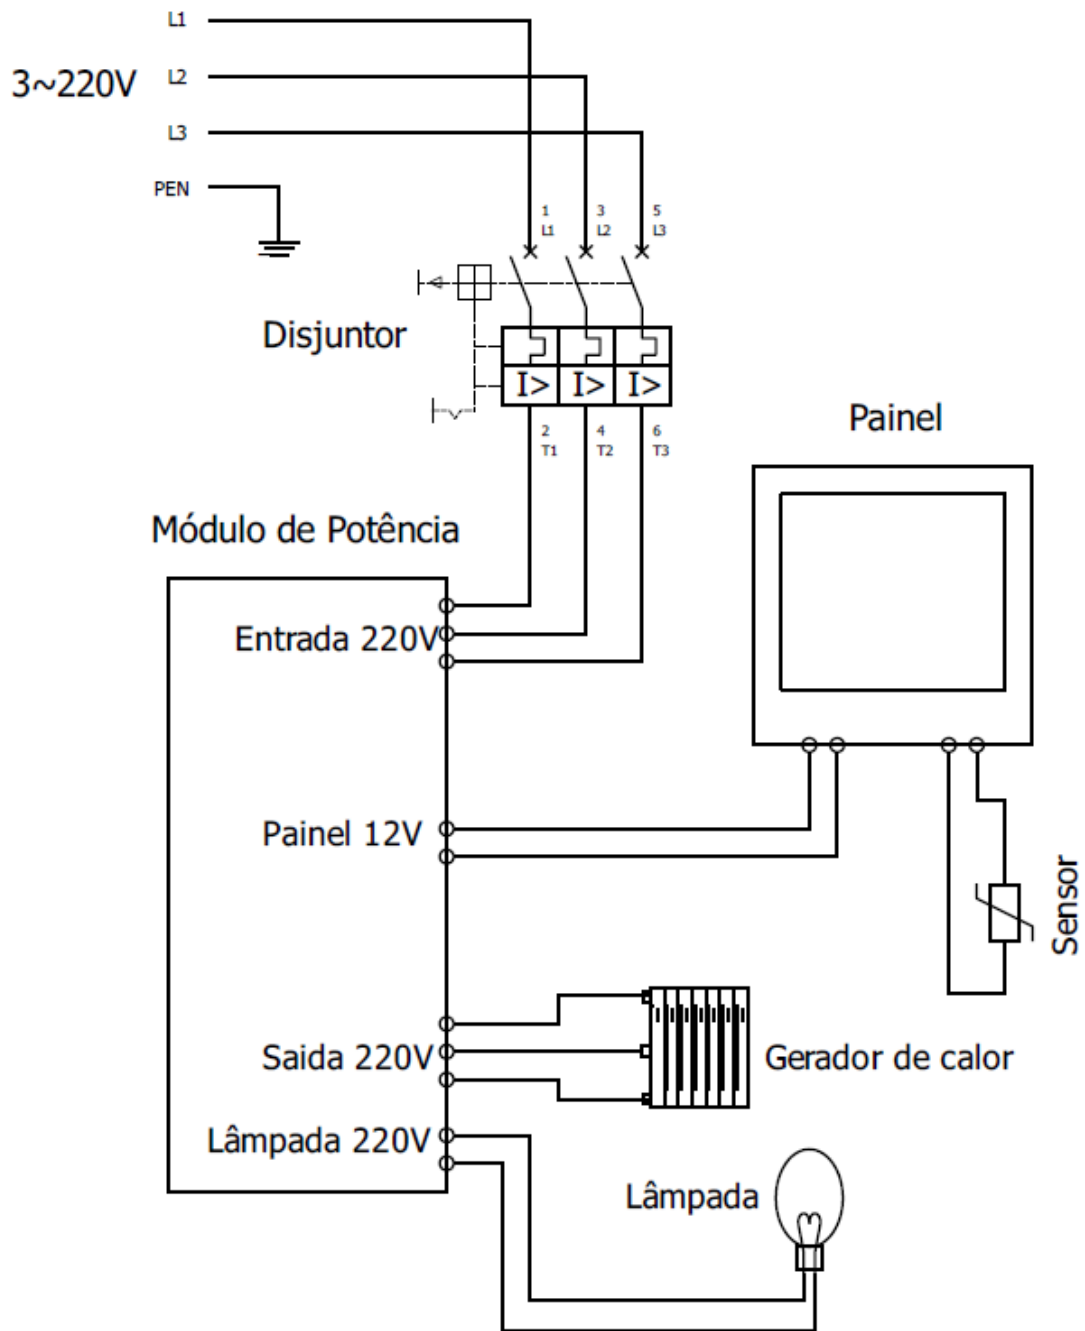 L1
3~220V
L2
L3
PEN
1 3 5
L1 L2 L3
Disjuntor
I> I> I>
2 4 6
T1 T2 T3
Painel
Módulo de Potência
Entrada 220V
Painel 12V
Sensor
Saida 220V
Gerador de calor
Lâmpada 220V
Lâmpada